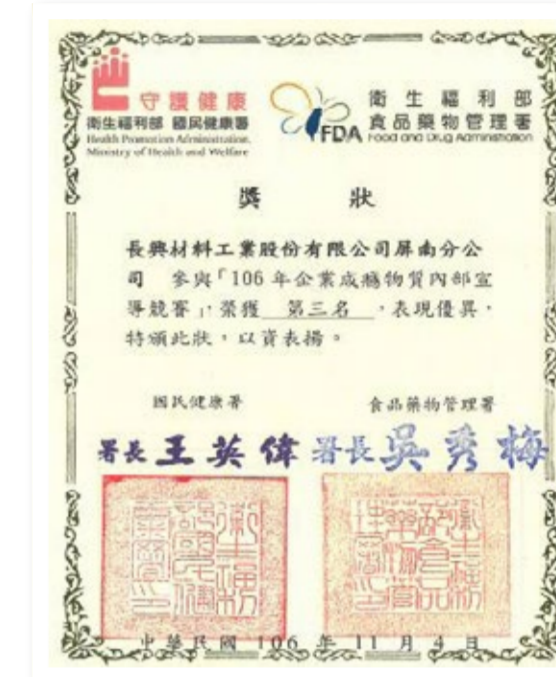 守護健康
衛生福利部 國民健康署
Health Promotion Administration,
Ministry of Health and Welfare
FDA
衛生福利部
食品藥物管理署
Food and Drug Administration
獎狀
長興材料工業股份有限公司屏南分公
司 參與「106年企業成癮物質內部宣
導競賽」，榮獲 第三名 ，表現優異，
特頒此狀，以資表揚。
國民健康署 食品藥物管理署
署長 王英偉 署長 吳秀梅
中華民國 106 年 11 月 4 日